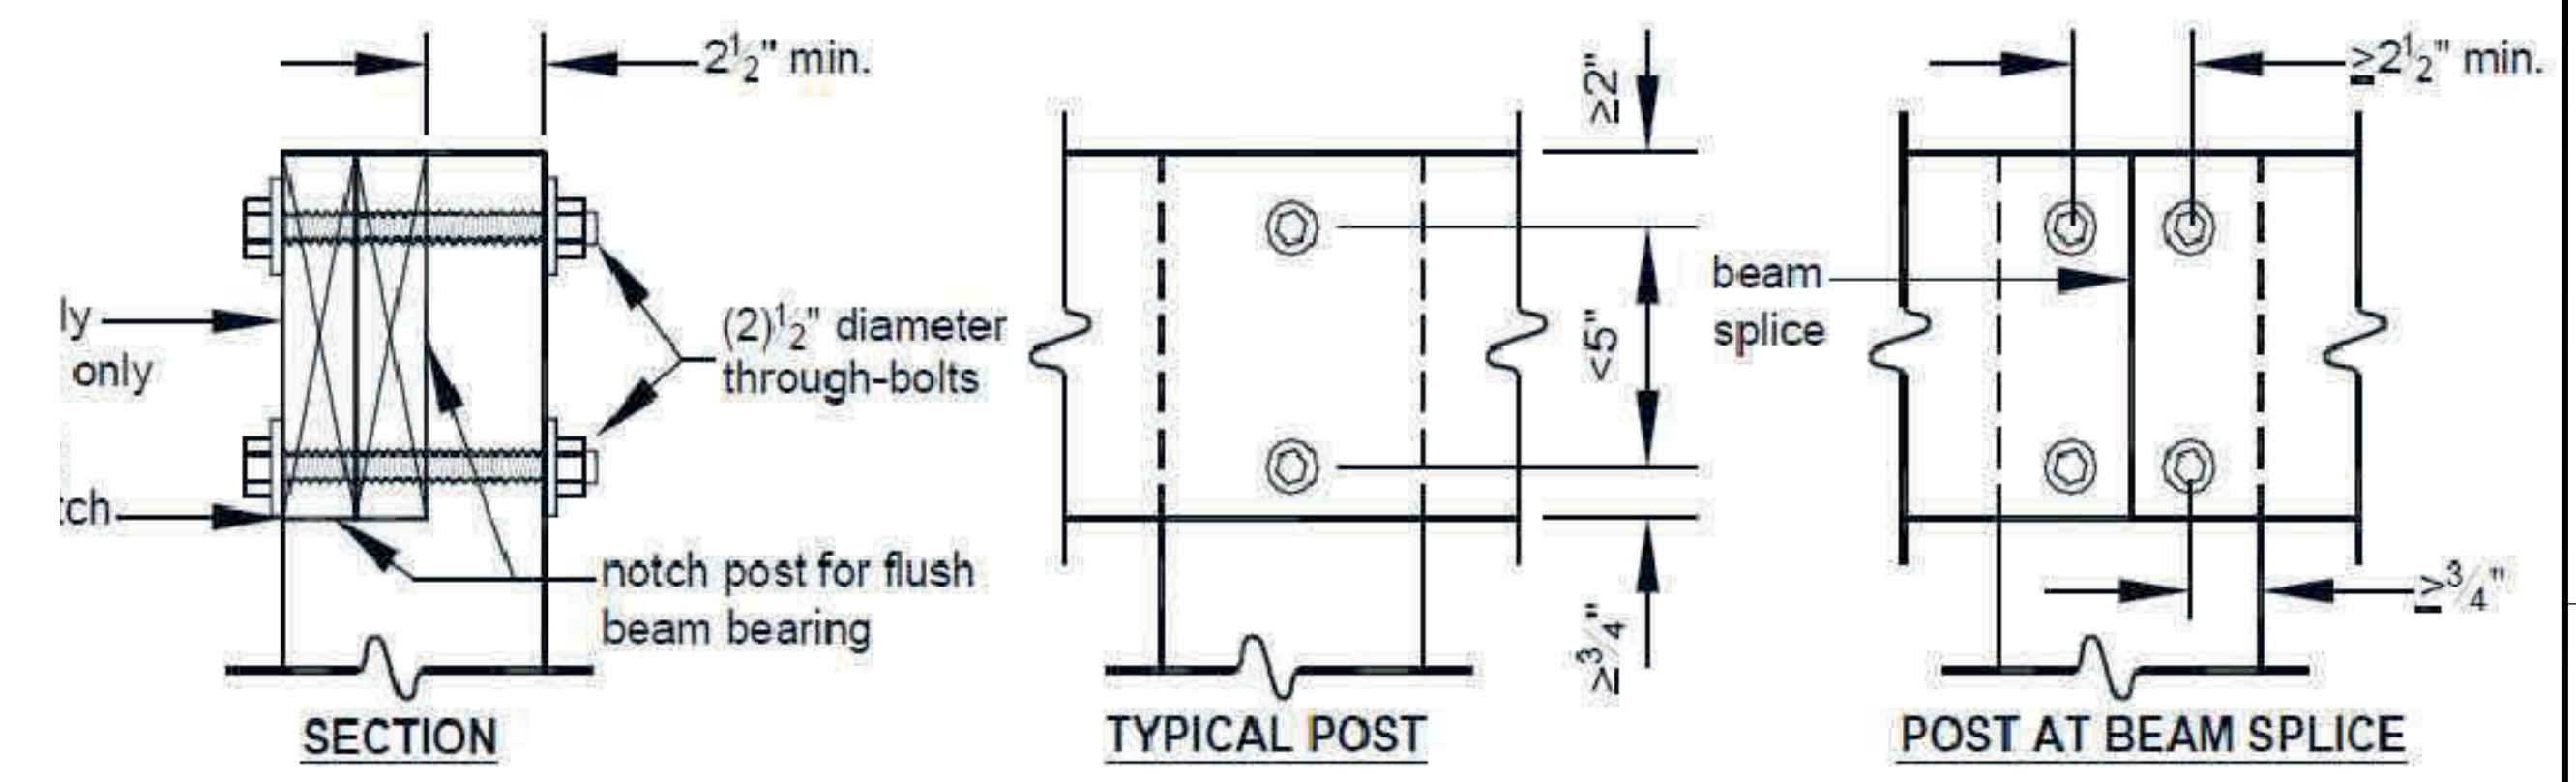 2½" min.
ly
only
(2)½" diameter
through-bolts
tch
notch post for flush
beam bearing
SECTION
≥2"
<5"
≥¾"
TYPICAL POST
≥2½" min.
beam
splice
≥¾"
POST AT BEAM SPLICE